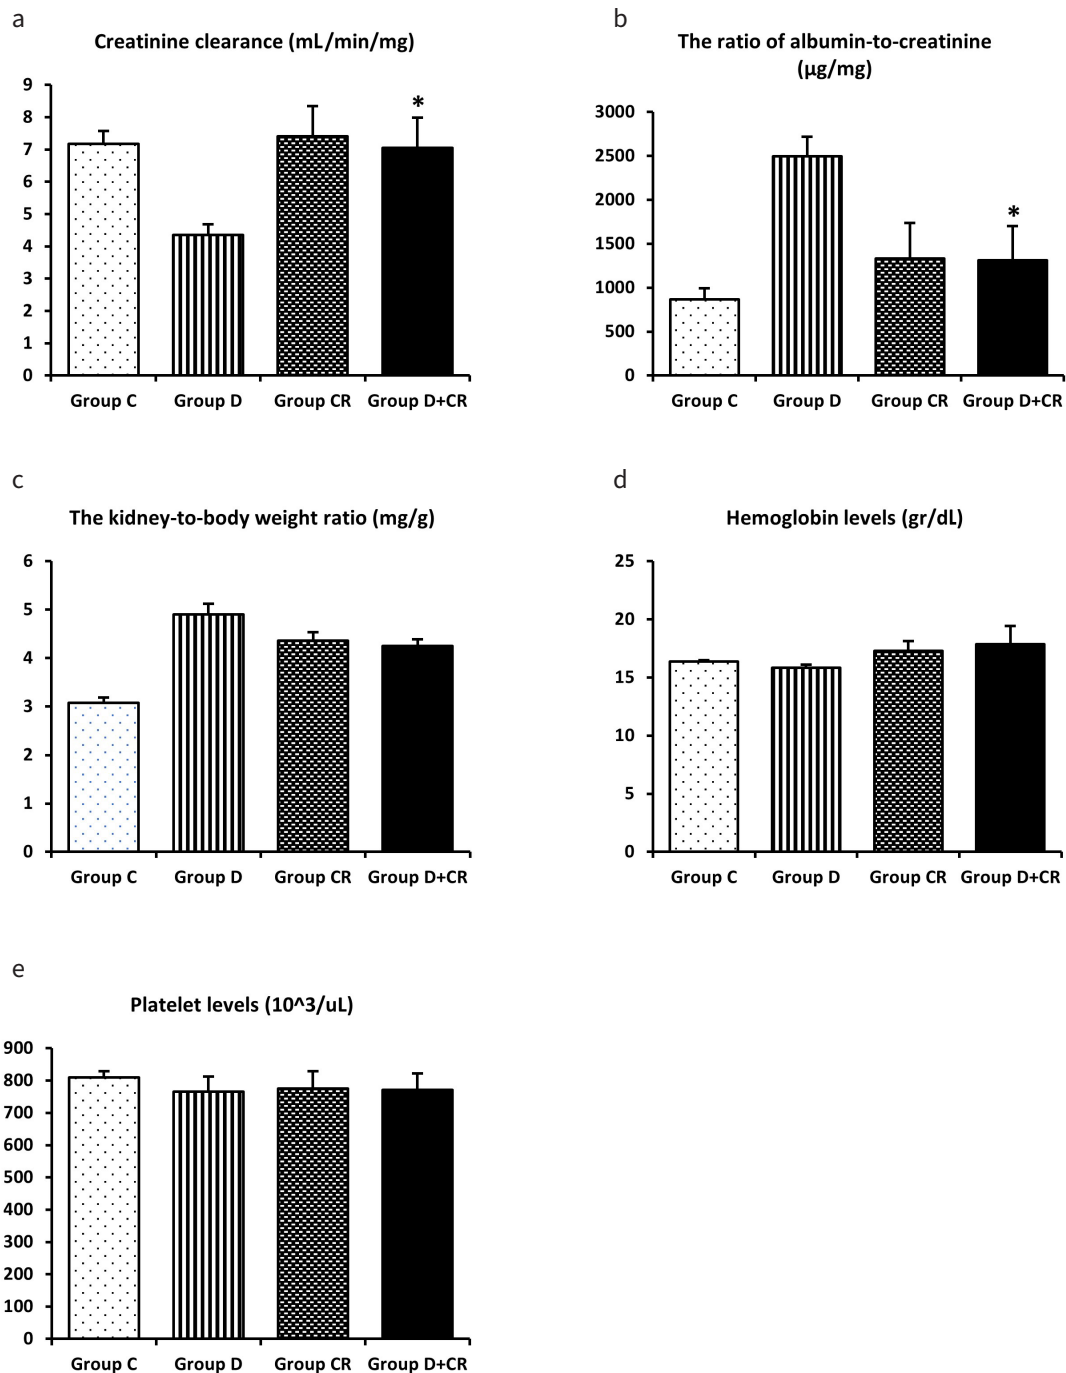 a
Creatinine clearance (mL/min/mg)
9
8
7
6
5
4
3
2
1
0
*
Group C Group D Group CR Group D+CR
b
The ratio of albumin-to-creatinine
(µg/mg)
3000
2500
2000
1500
1000
500
0
*
Group C Group D Group CR Group D+CR
c
The kidney-to-body weight ratio (mg/g)
6
5
4
3
2
1
0
Group C Group D Group CR Group D+CR
d
Hemoglobin levels (gr/dL)
25
20
15
10
5
0
Group C Group D Group CR Group D+CR
e
Platelet levels (10^3/uL)
900
800
700
600
500
400
300
200
100
0
Group C Group D Group CR Group D+CR